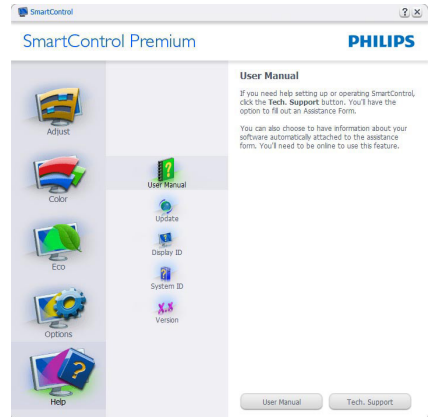 SmartControl
SmartControl Premium
PHILIPS
Adjust
Color
Eco
Options
Help
User Manual
Update
Display ID
System ID
X.X
Version
User Manual
If you need help setting up or operating SmartControl,
click the Tech. Support button. You'll have the
option to fill out an Assistance Form.
You can also choose to have information about your
software automatically attached to the assistance
form. You'll need to be online to use this feature.
User Manual
Tech. Support